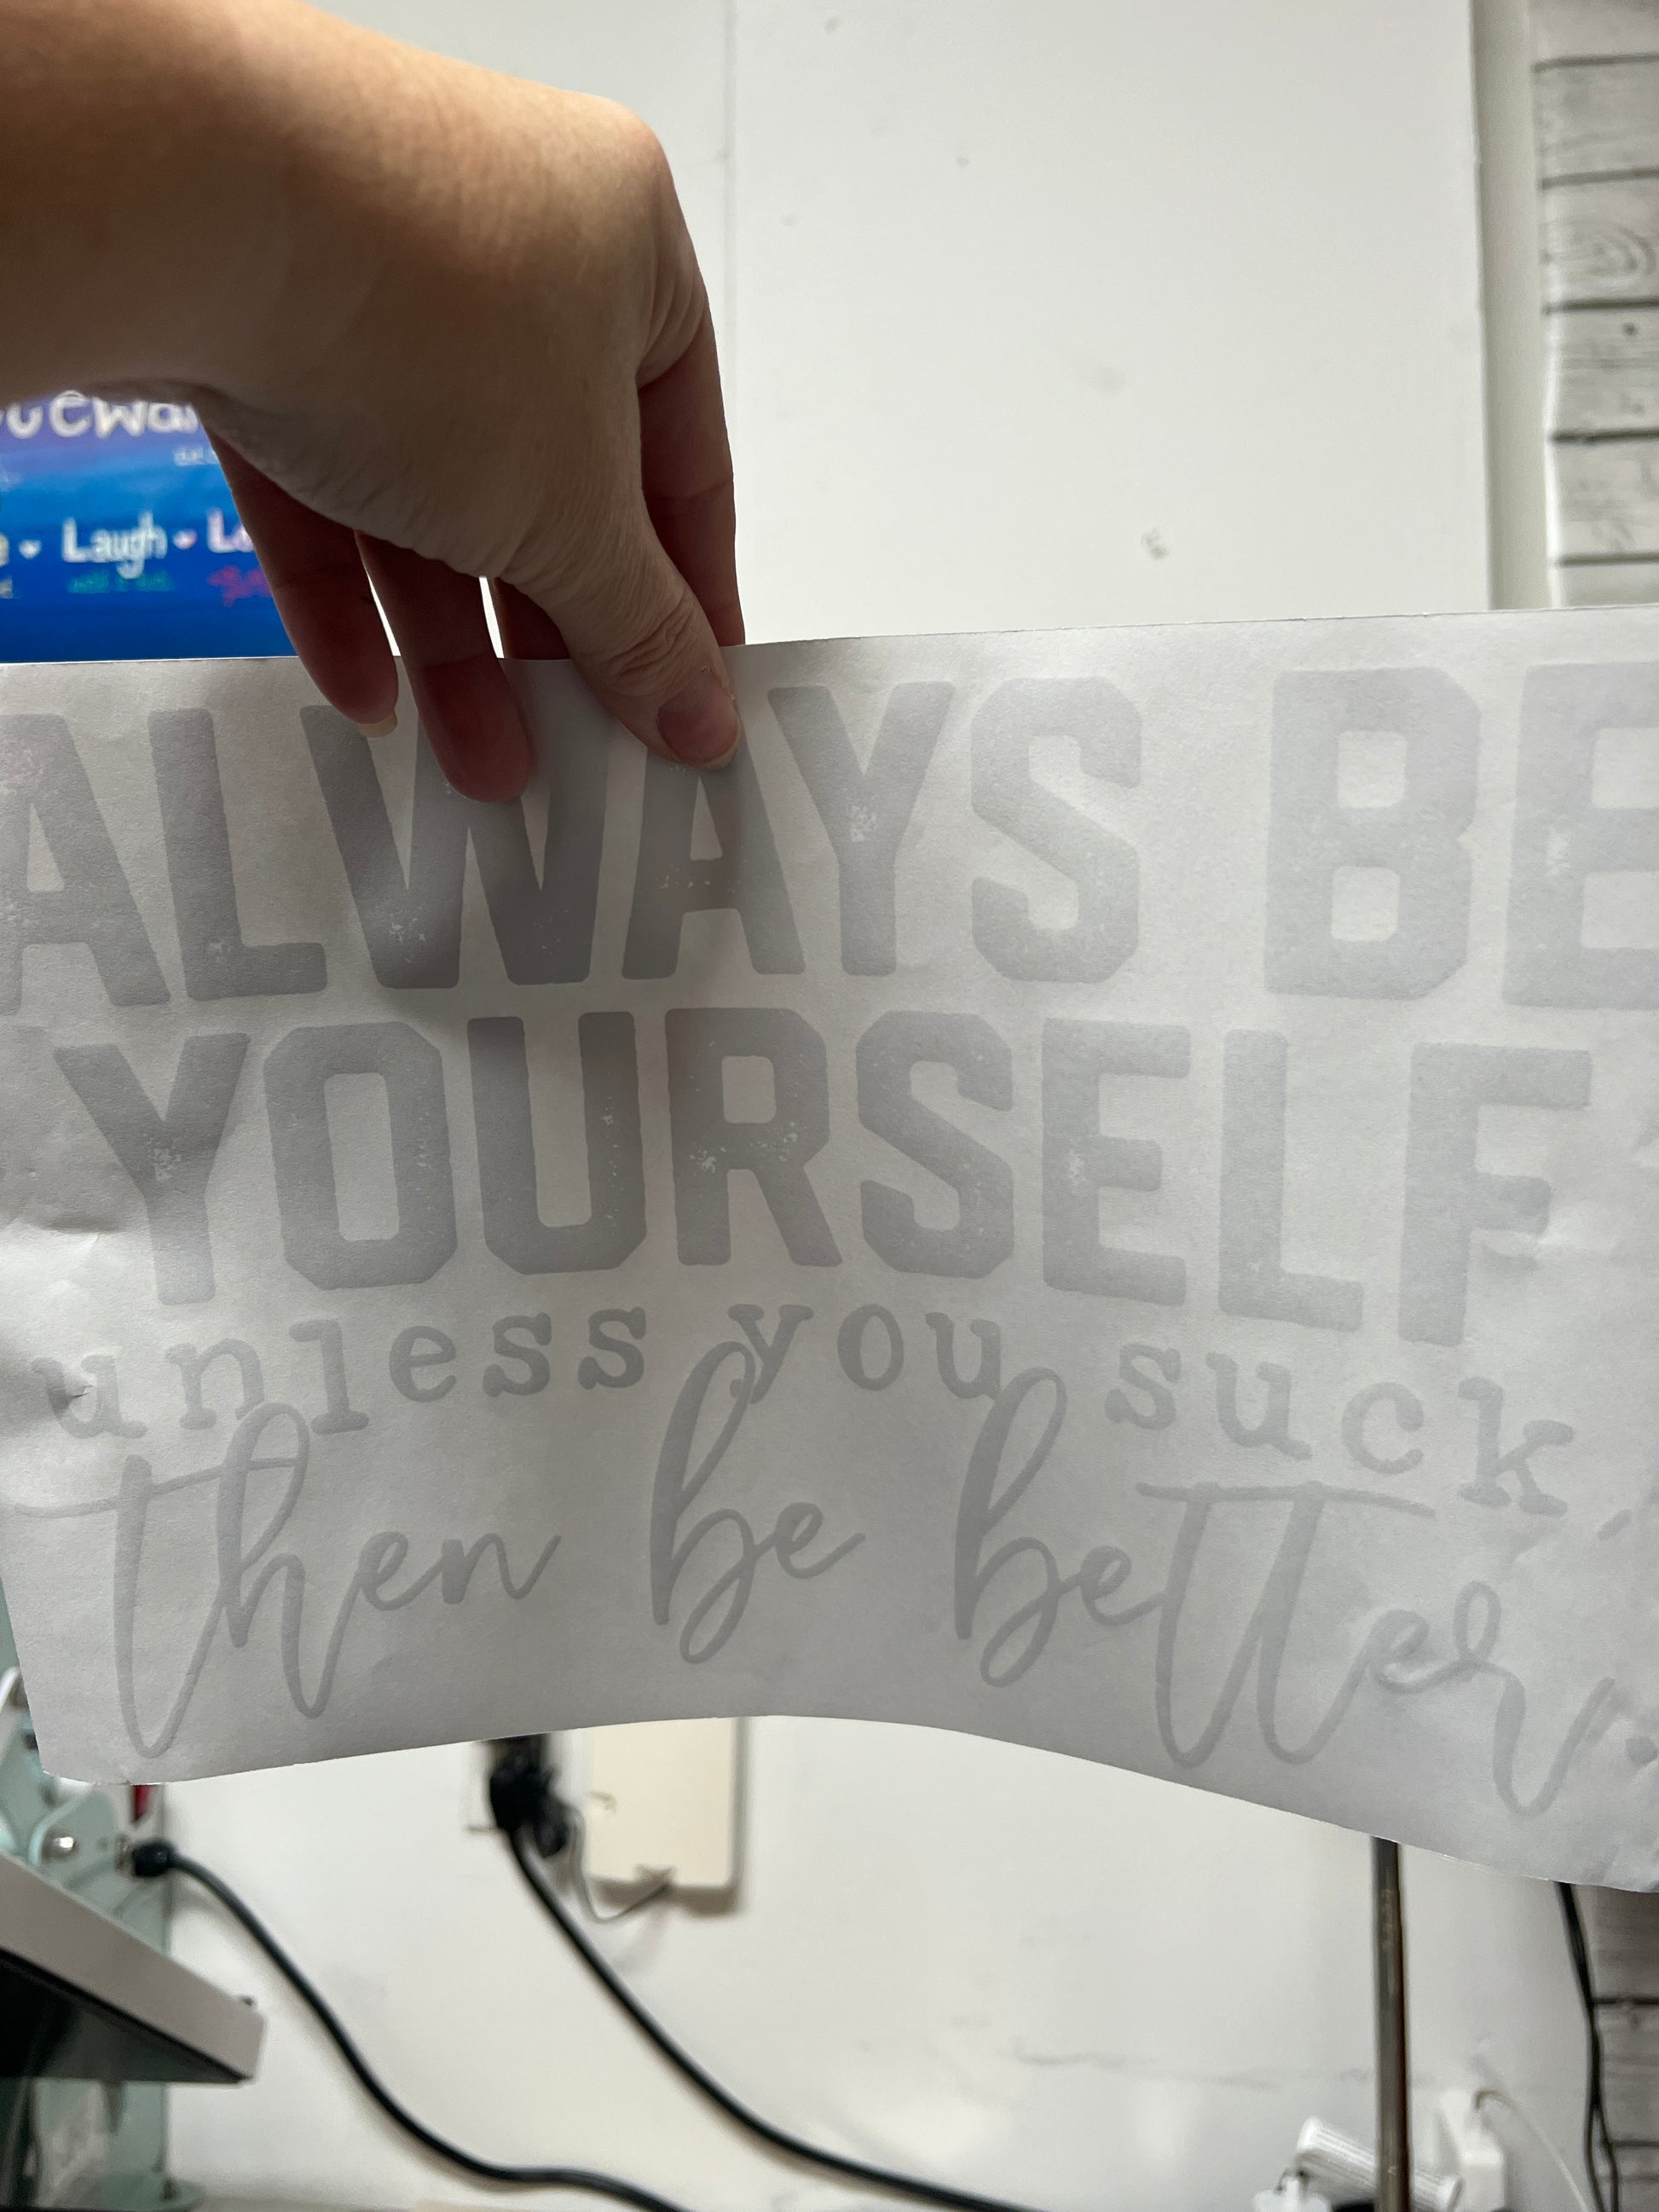 Laugh
ALWAYS BE
YOURSELF
unless you suck,
then be better.